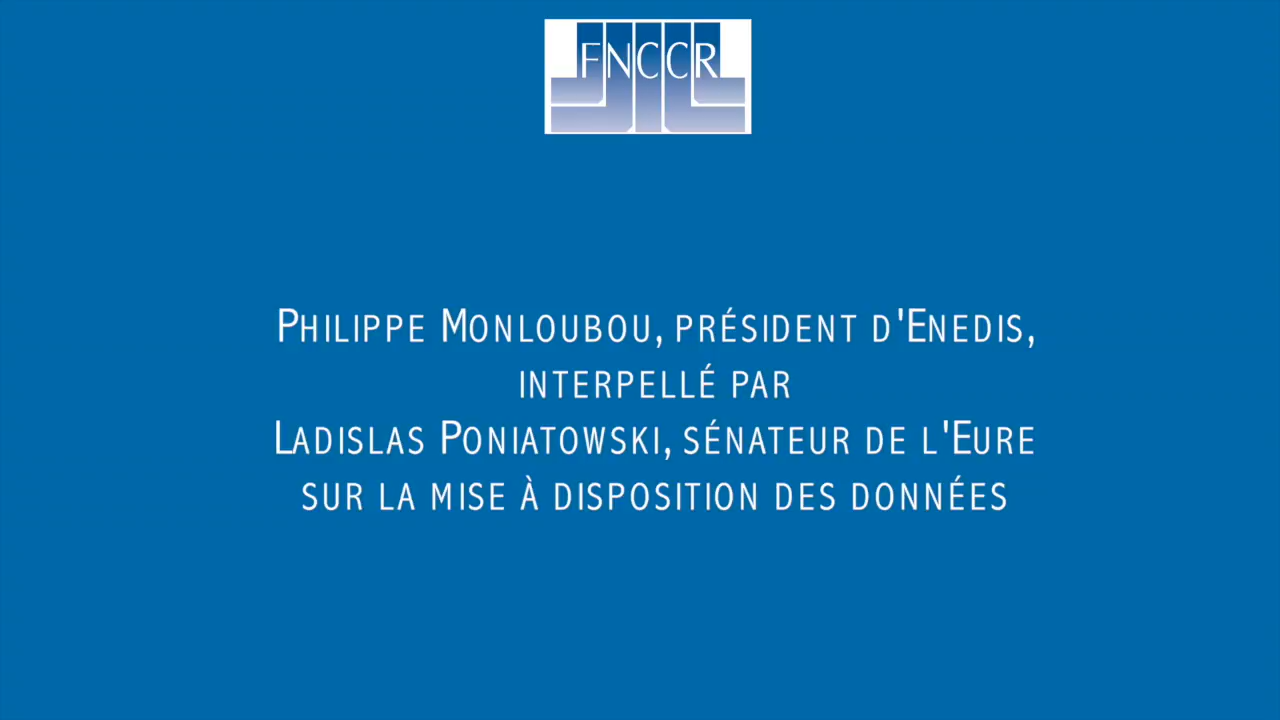 FNCCR
Philippe Monloubou, président d'Enedis,
interpellé par
Ladislas Poniatowski, sénateur de l'Eure
sur la mise à disposition des données